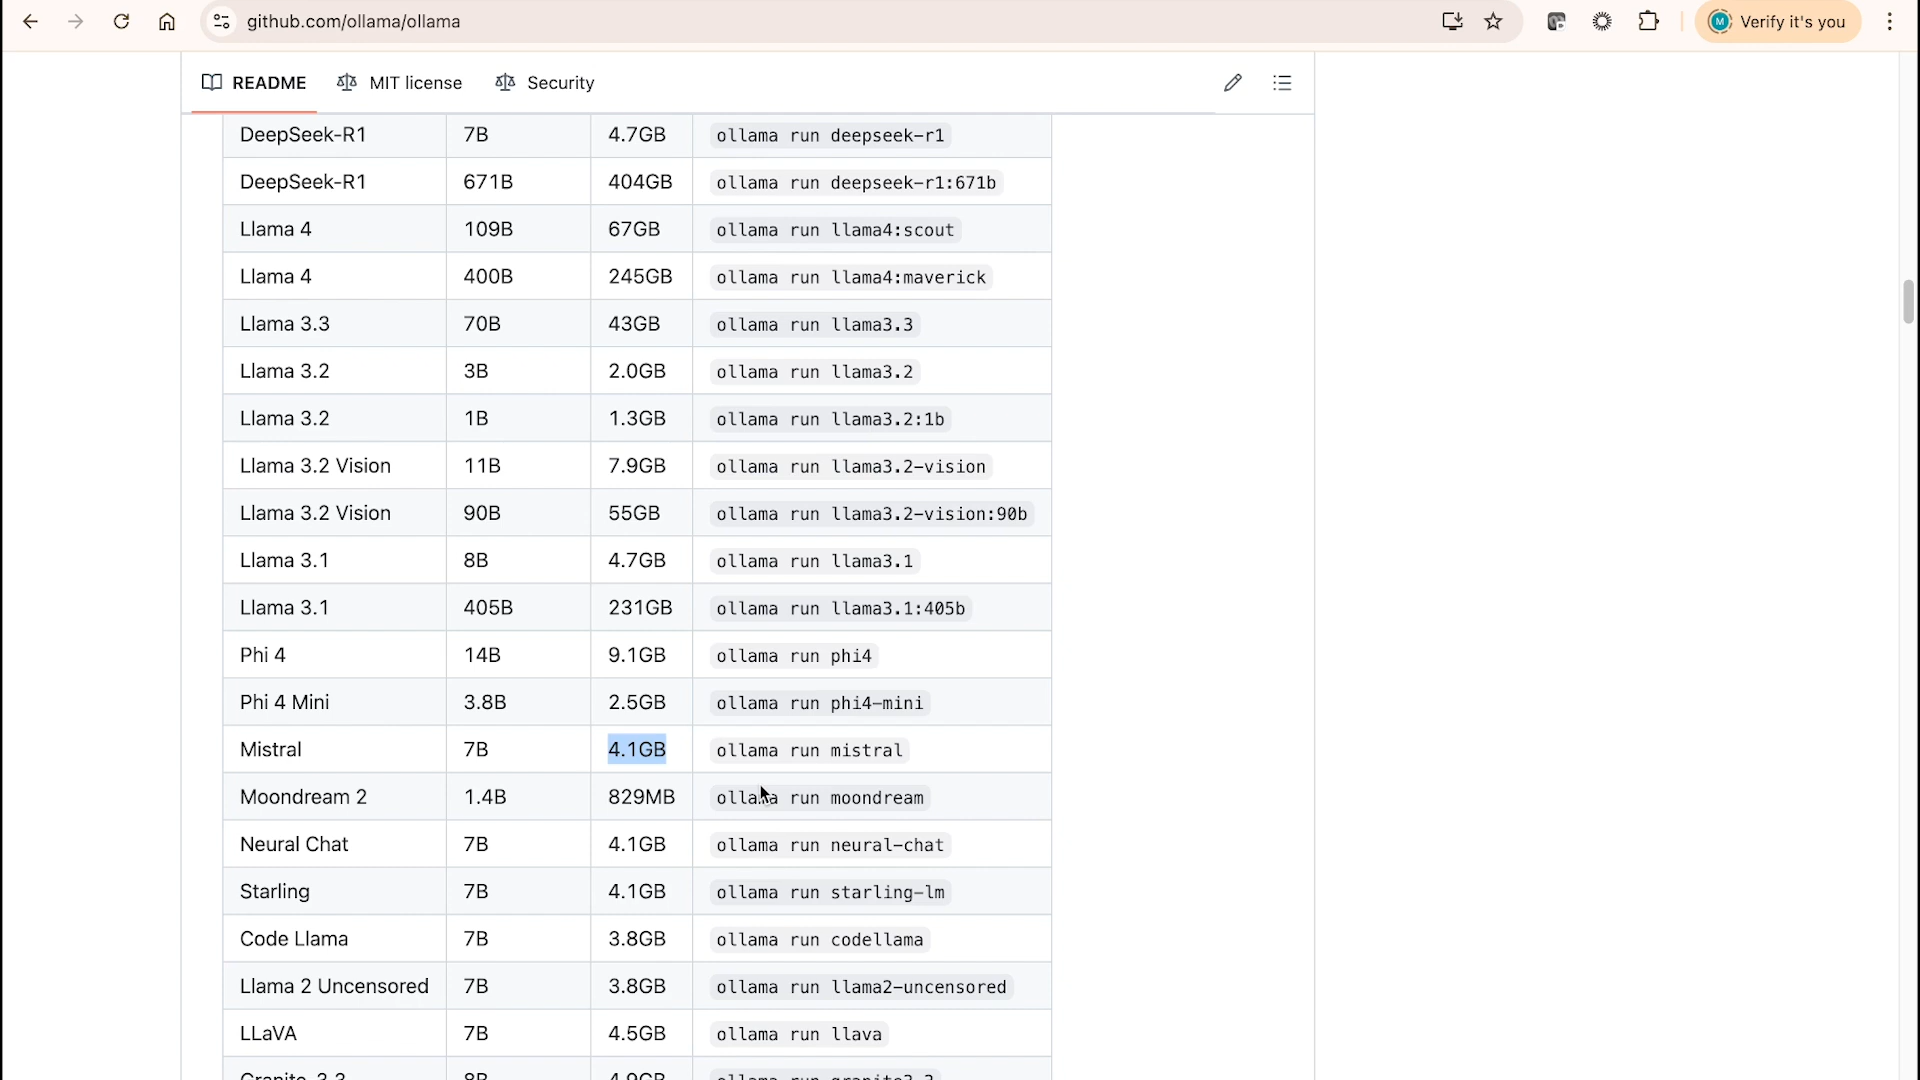 github.com/ollama/ollama
Verify it's you
README MIT license Security
DeepSeek-R1 7B 4.7GB ollama run deepseek-r1
DeepSeek-R1 671B 404GB ollama run deepseek-r1:671b
Llama 4 109B 67GB ollama run llama4:scout
Llama 4 400B 245GB ollama run llama4:maverick
Llama 3.3 70B 43GB ollama run llama3.3
Llama 3.2 3B 2.0GB ollama run llama3.2
Llama 3.2 1B 1.3GB ollama run llama3.2:1b
Llama 3.2 Vision 11B 7.9GB ollama run llama3.2-vision
Llama 3.2 Vision 90B 55GB ollama run llama3.2-vision:90b
Llama 3.1 8B 4.7GB ollama run llama3.1
Llama 3.1 405B 231GB ollama run llama3.1:405b
Phi 4 14B 9.1GB ollama run phi4
Phi 4 Mini 3.8B 2.5GB ollama run phi4-mini
Mistral 7B 4.1GB ollama run mistral
Moondream 2 1.4B 829MB ollama run moondream
Neural Chat 7B 4.1GB ollama run neural-chat
Starling 7B 4.1GB ollama run starling-lm
Code Llama 7B 3.8GB ollama run codellama
Llama 2 Uncensored 7B 3.8GB ollama run llama2-uncensored
LLaVA 7B 4.5GB ollama run llava
Granite-3.3 8B 4.9GB ollama run granite3.3